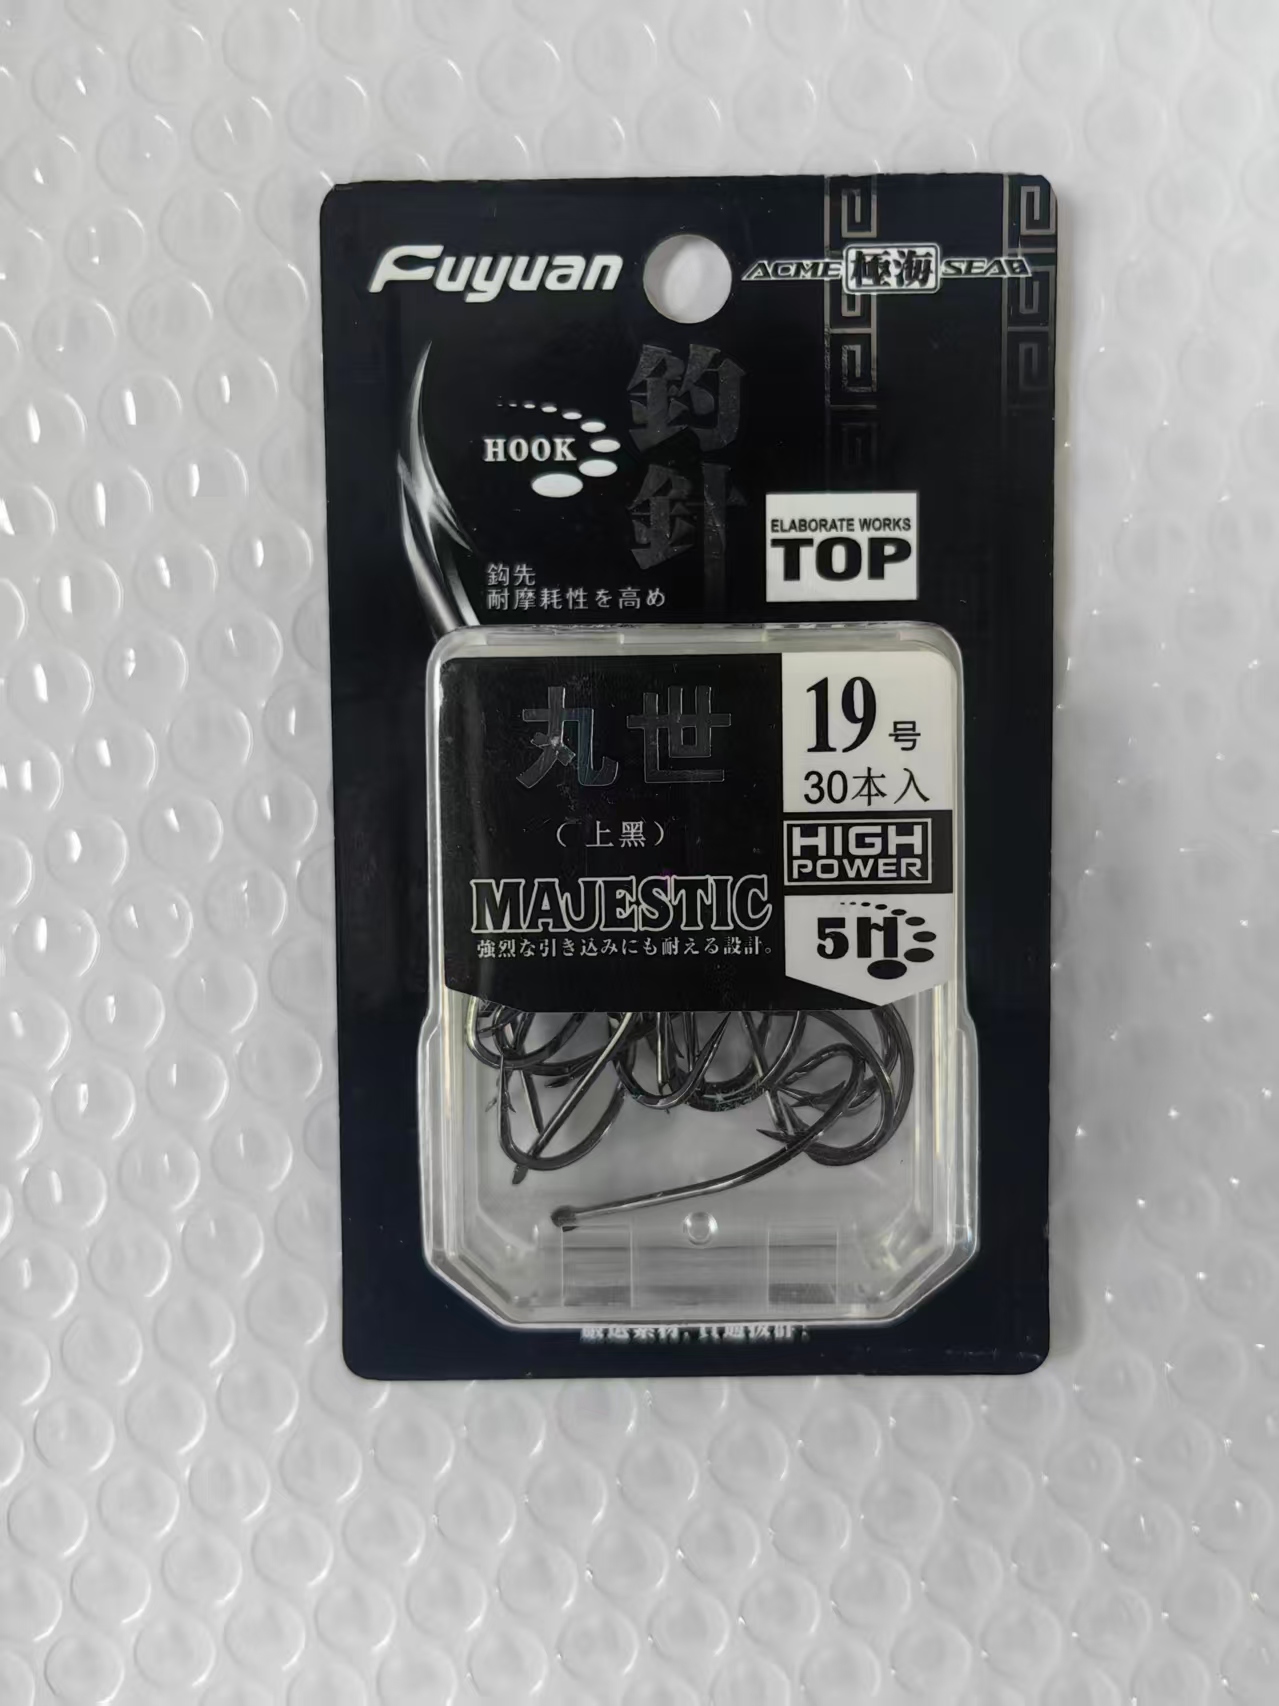 Fuyuan
ACME 極海 SEAB
釣針
HOOK
ELABORATE WORKS
TOP
鈎先
耐摩耗性を高め
丸世
(上黑)
MAJESTIC
強烈な引き込みにも耐える設計。
19号
30本入
HIGH
POWER
5H